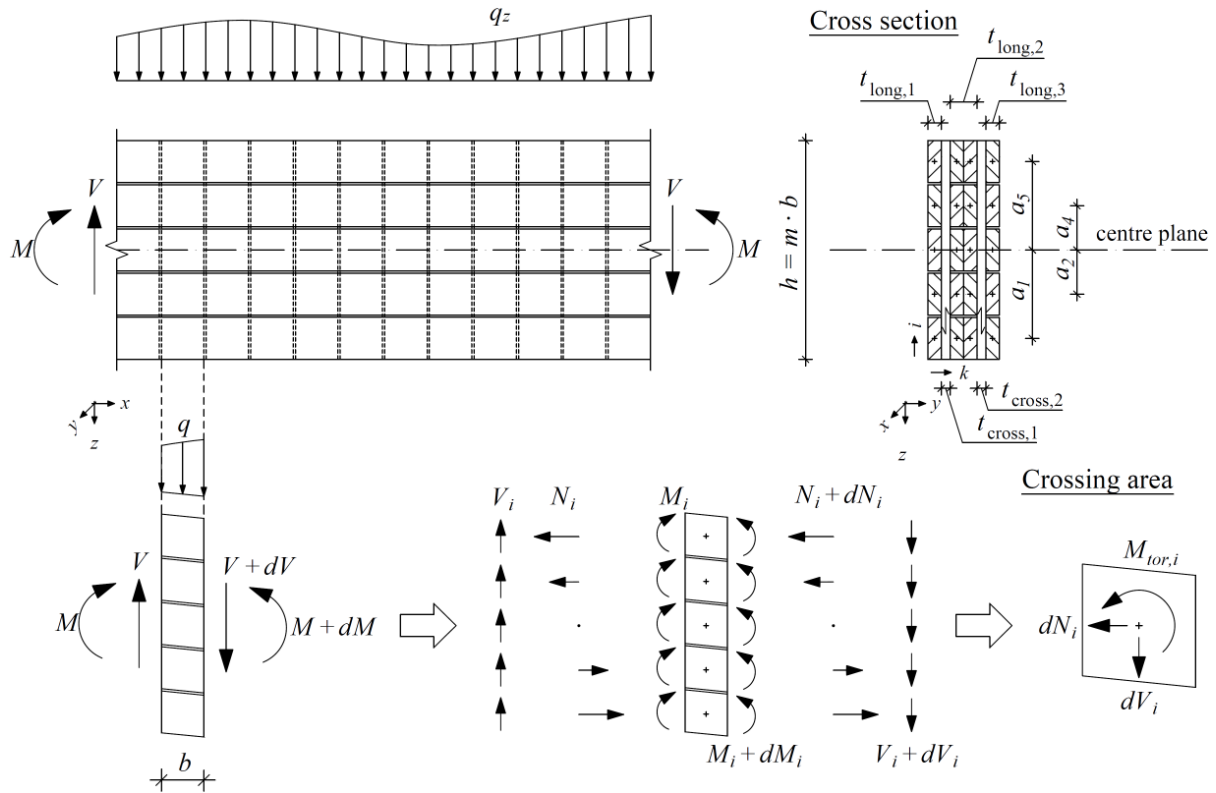 q_z
Cross section
t_long,2
t_long,1
t_long,3
V
M
V
M
h = m · b
a_5
a_4
a_2
a_1
centre plane
i
k
x
y
z
x
y
z
t_cross,2
t_cross,1
q
V
V + dV
M
M + dM
b
V_i
N_i
M_i
N_i + dN_i
M_i + dM_i
V_i + dV_i
Crossing area
M_tor,i
dN_i
dV_i